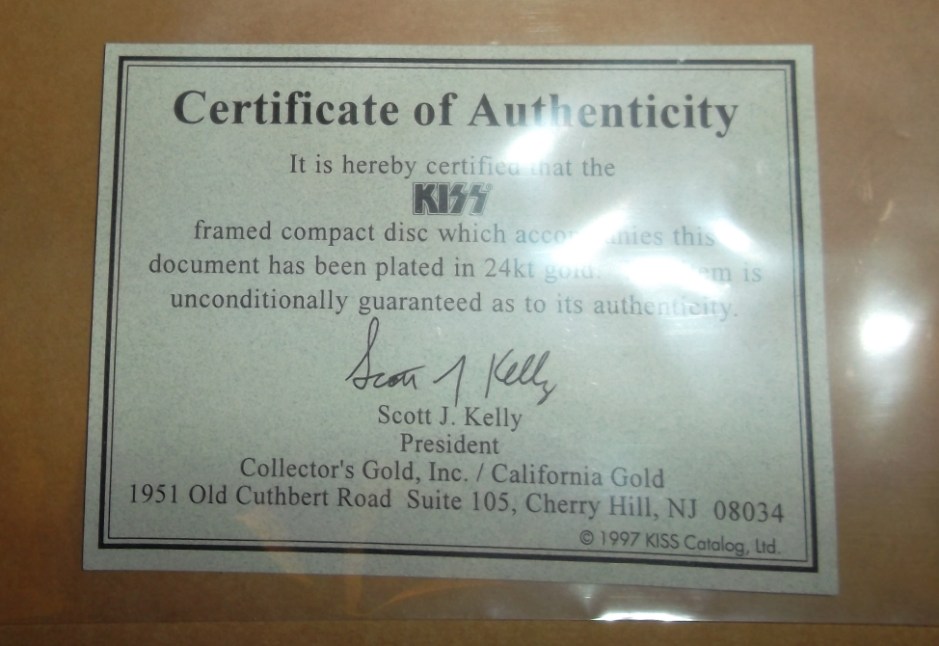 Certificate of Authenticity
It is hereby certified that the
KISS
framed compact disc which accompanies this
document has been plated in 24kt gold. item is
unconditionally guaranteed as to its authenticity.
Scott J Kelly
Scott J. Kelly
President
Collector's Gold, Inc. / California Gold
1951 Old Cuthbert Road Suite 105, Cherry Hill, NJ 08034
© 1997 KISS Catalog, Ltd.